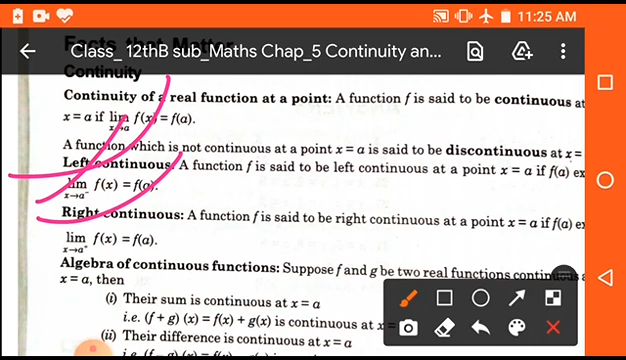 11:25 AM
Class_ 12thB sub_Maths Chap_5 Continuity an...
Facts that Matter
Continuity
Continuity of a real function at a point: A function f is said to be continuous at
x = a if lim f(x) = f(a).
x→a
A function which is not continuous at a point x = a is said to be discontinuous at x =
Left continuous: A function f is said to be left continuous at a point x = a if f(a) ex
lim f(x) = f(a).
x→a⁻
Right continuous: A function f is said to be right continuous at a point x = a if f(a) ex
lim f(x) = f(a).
x→a⁺
Algebra of continuous functions: Suppose f and g be two real functions continuous a
x = a, then
(i) Their sum is continuous at x = a
i.e. (f + g) (x) = f(x) + g(x) is continuous at x =
(ii) Their difference is continuous at x = a
i.e. (f − g) (x) = f(x) − g(x) is continuous at